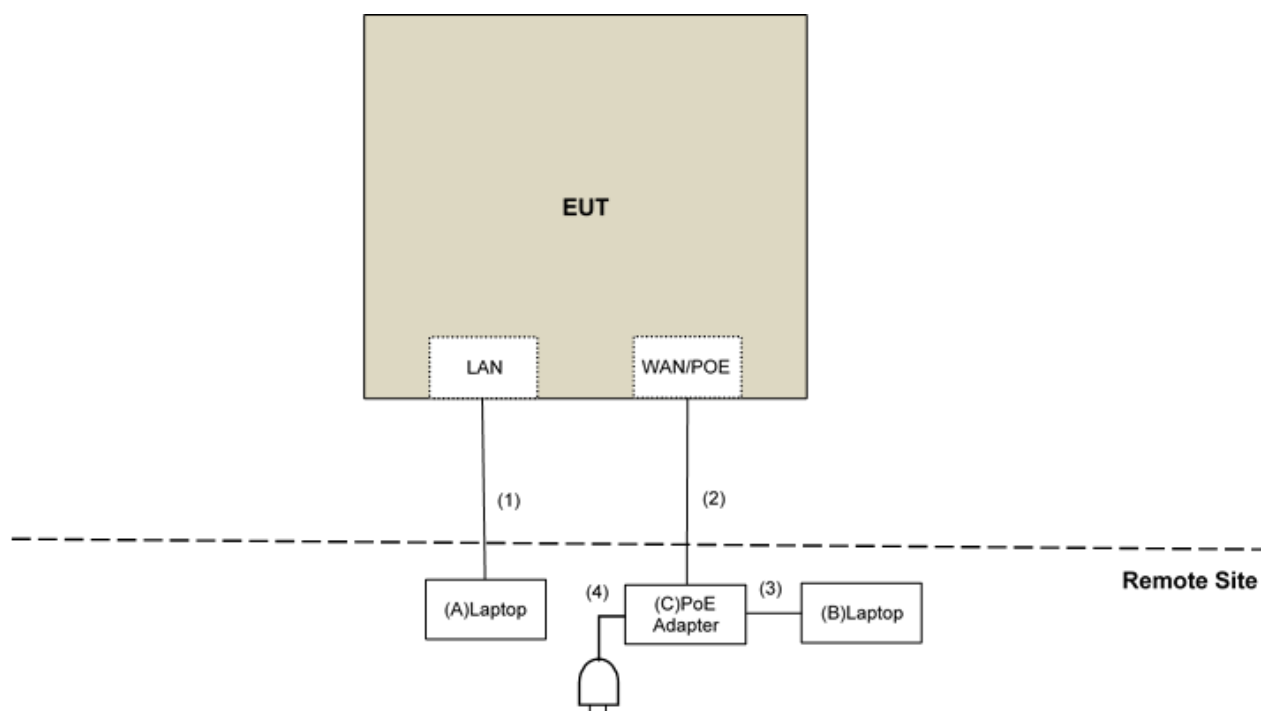 EUT
LAN
WAN/POE
(1)
(2)
Remote Site
(A)Laptop
(4)
(C)PoE
Adapter
(3)
(B)Laptop